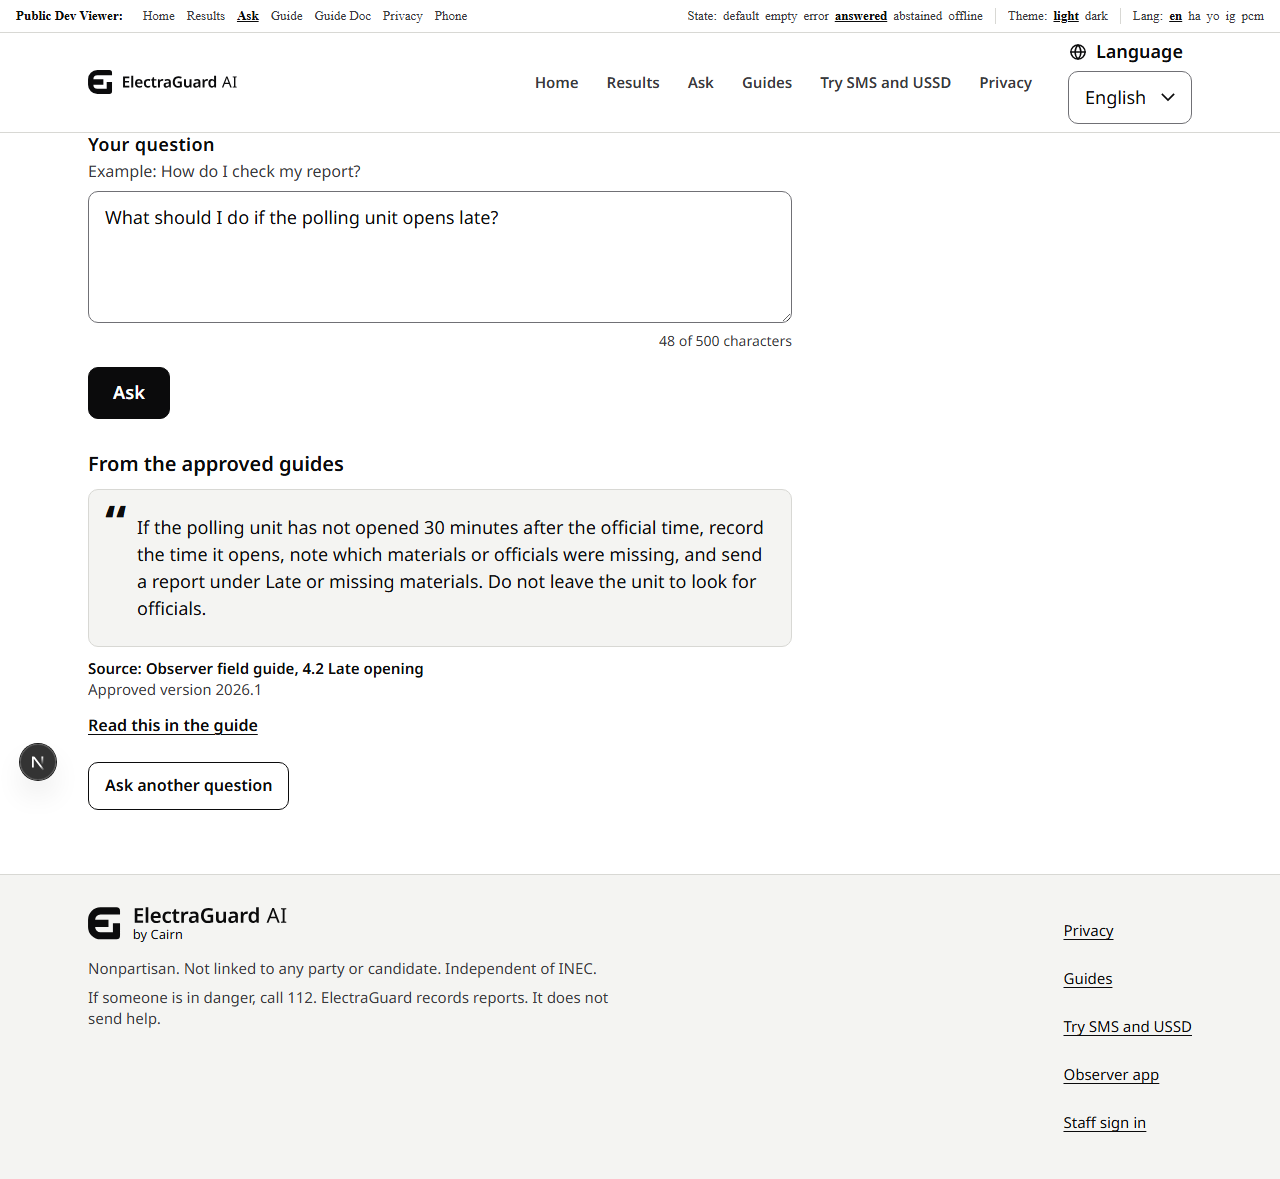 Public Dev Viewer: Home Results Ask Guide Guide Doc Privacy Phone State: default empty error answered abstained offline Theme: light dark Lang: en ha yo ig pcm
ElectraGuard AI Home Results Ask Guides Try SMS and USSD Privacy
Language
English
Your question
Example: How do I check my report?
What should I do if the polling unit opens late?
48 of 500 characters
Ask
From the approved guides
“
If the polling unit has not opened 30 minutes after the official time, record
the time it opens, note which materials or officials were missing, and send
a report under Late or missing materials. Do not leave the unit to look for
officials.
Source: Observer field guide, 4.2 Late opening
Approved version 2026.1
Read this in the guide
N
Ask another question
ElectraGuard AI
by Cairn
Nonpartisan. Not linked to any party or candidate. Independent of INEC.
If someone is in danger, call 112. ElectraGuard records reports. It does not
send help.
Privacy
Guides
Try SMS and USSD
Observer app
Staff sign in